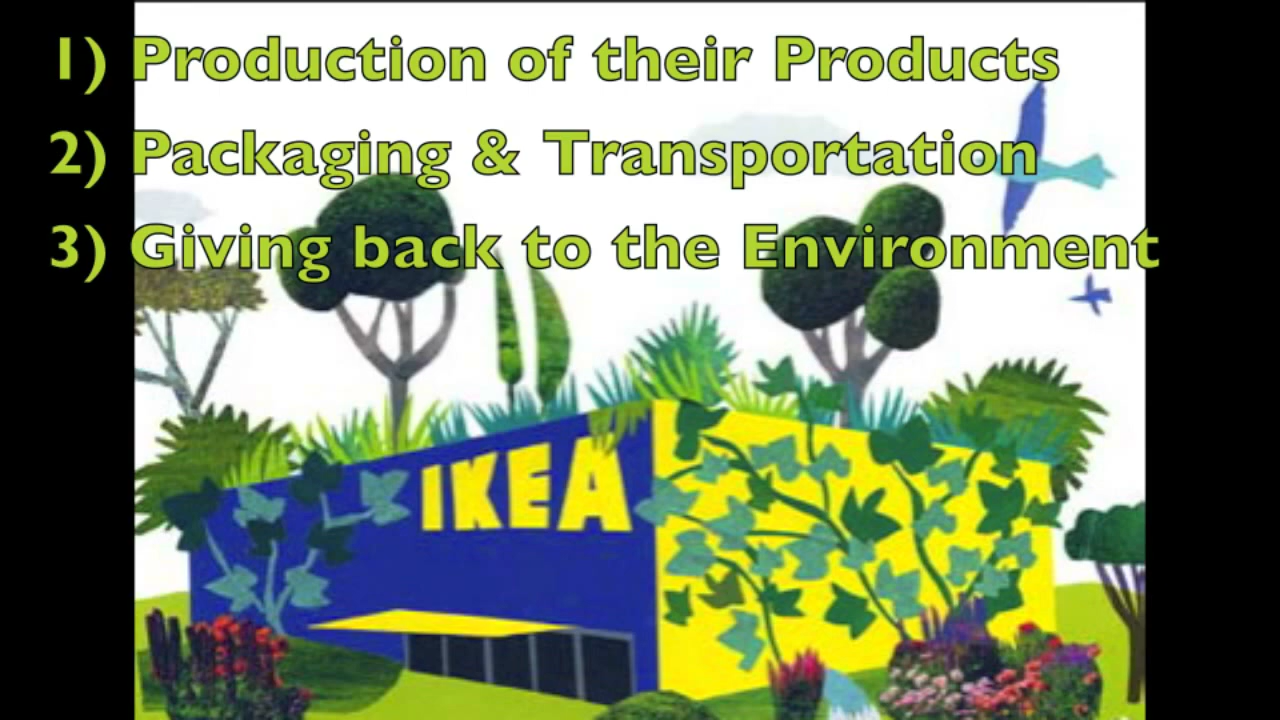 1) Production of their Products
2) Packaging & Transportation
3) Giving back to the Environment
IKEA